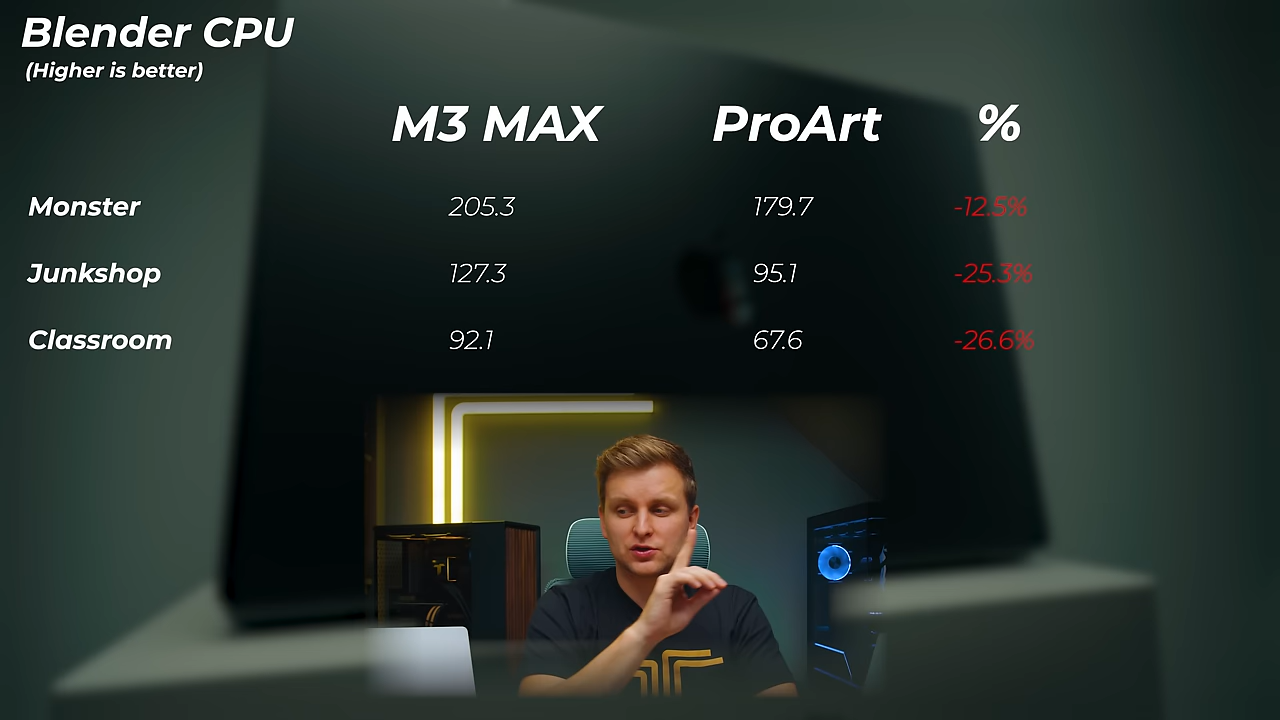 Blender CPU
(Higher is better)
M3 MAX ProArt %
Monster 205.3 179.7 -12.5%
Junkshop 127.3 95.1 -25.3%
Classroom 92.1 67.6 -26.6%